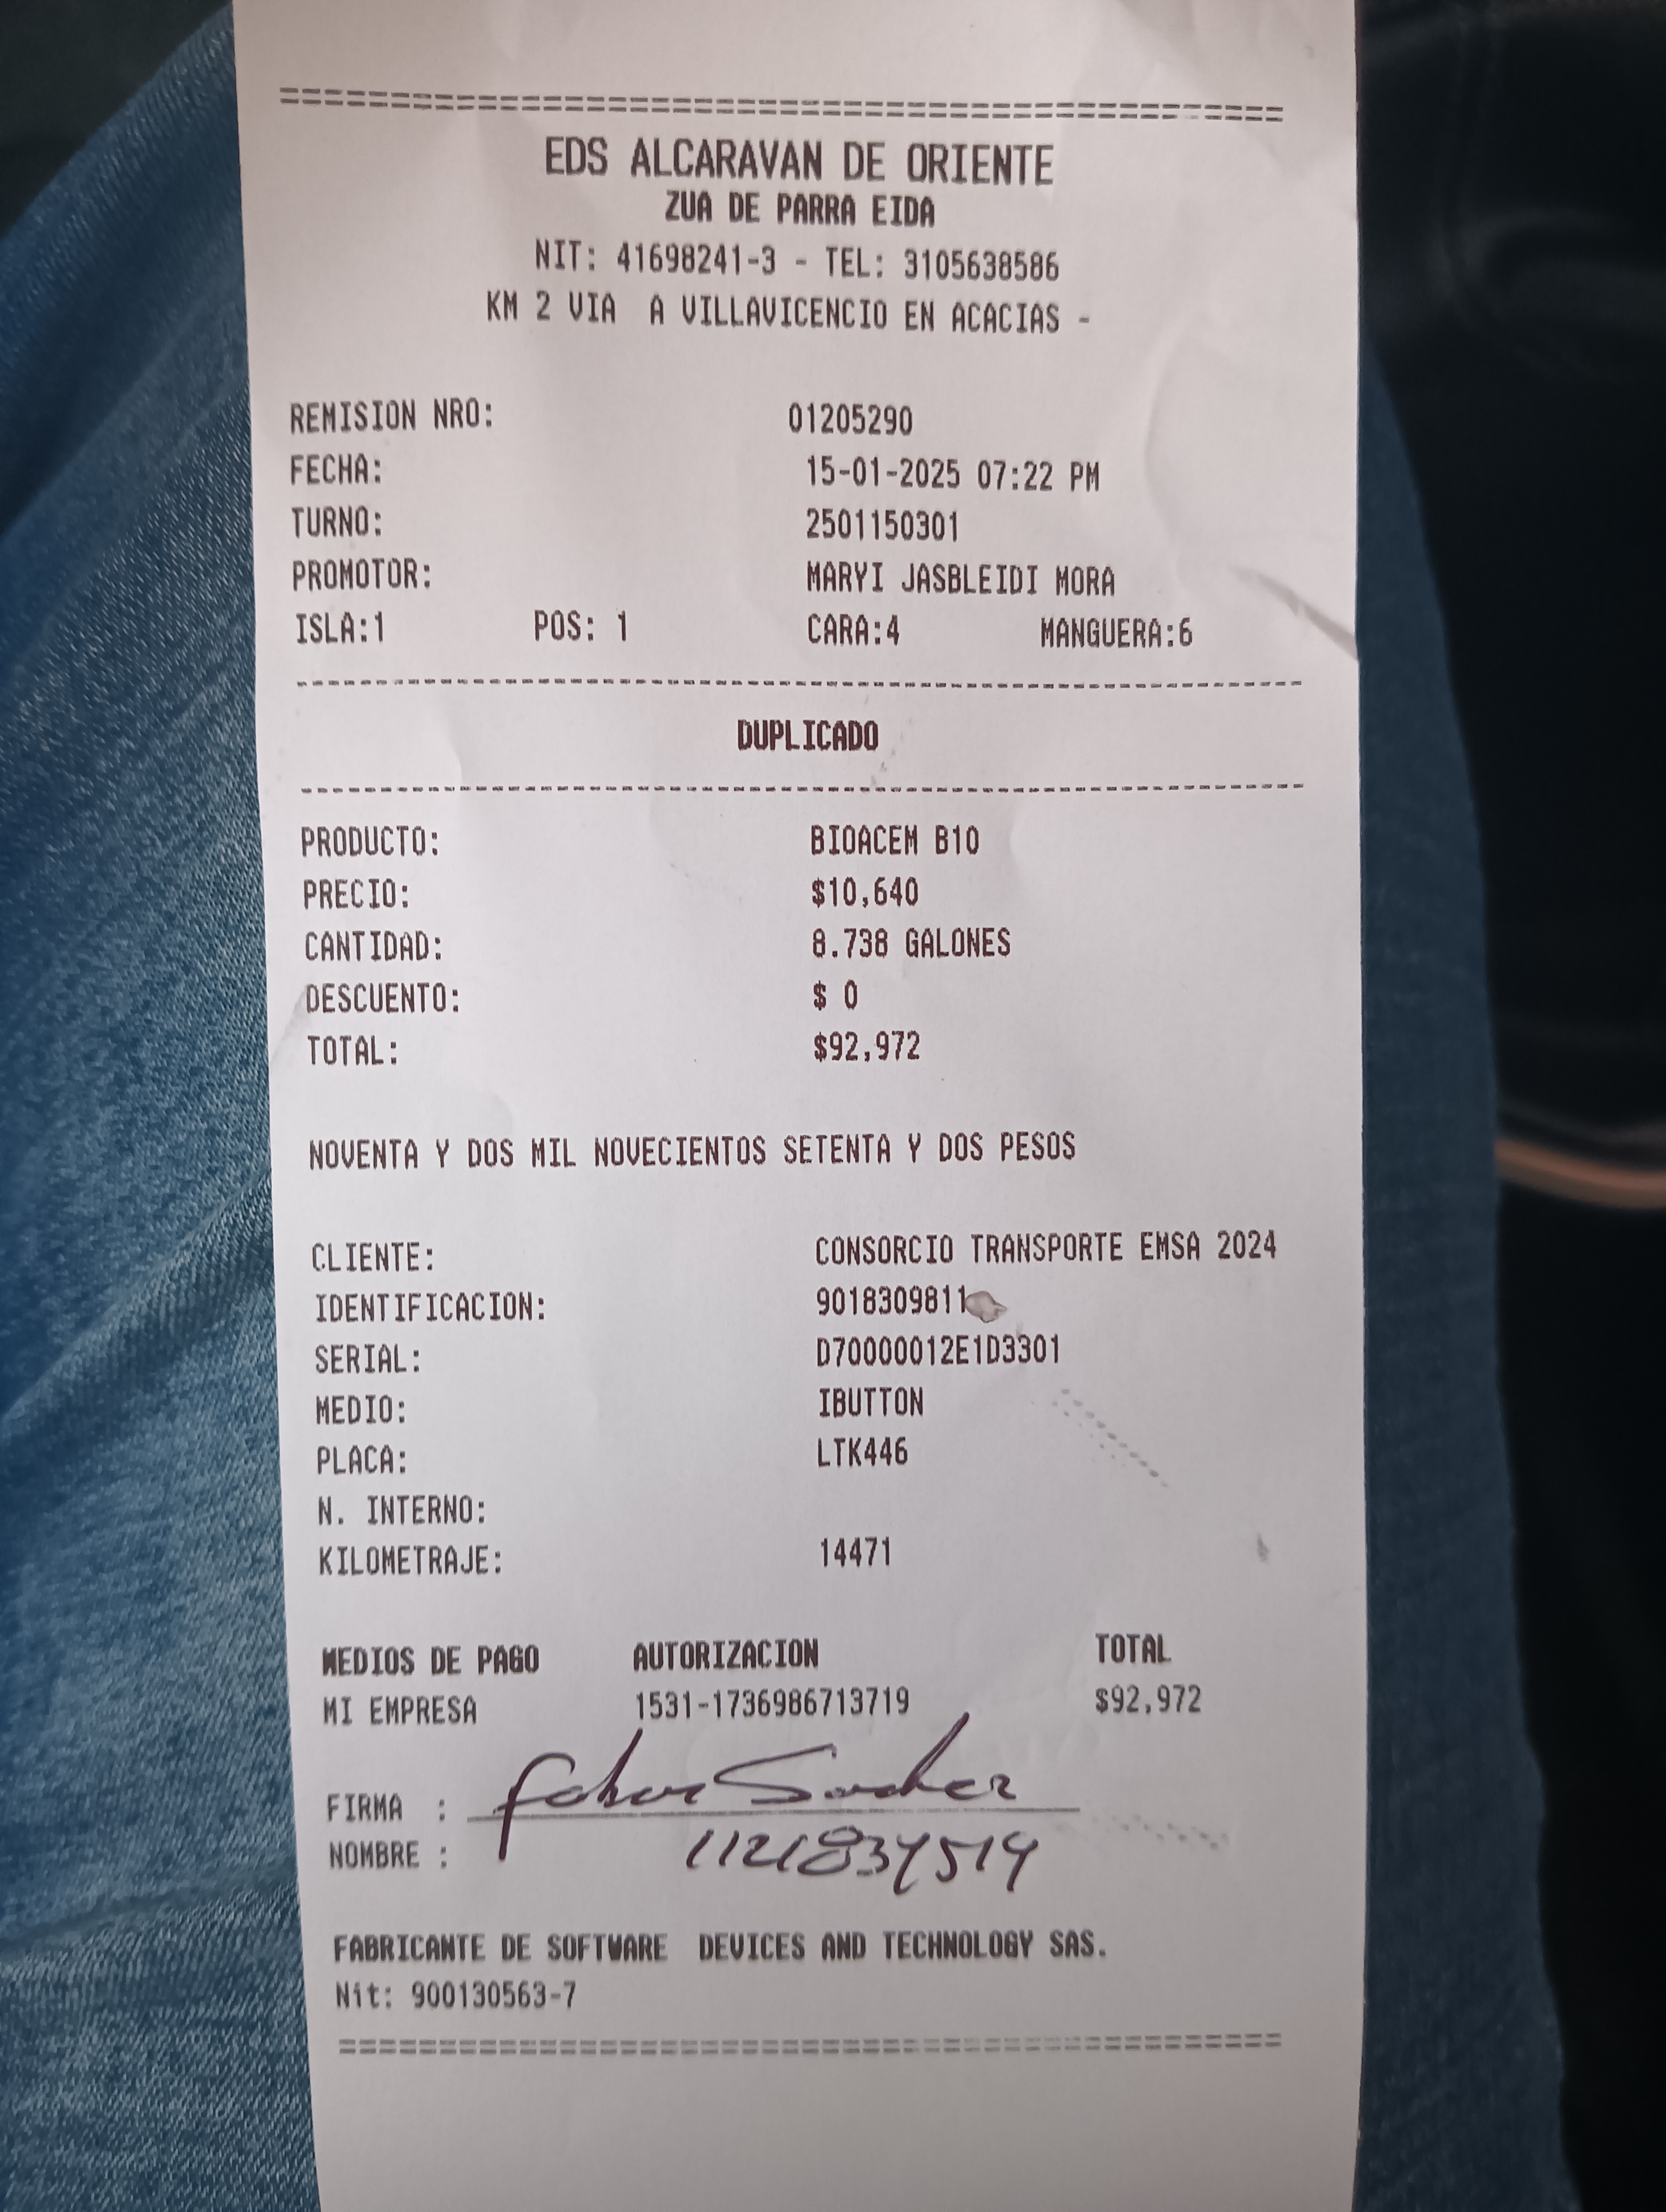 ================================================
EDS ALCARAVAN DE ORIENTE
ZUA DE PARRA EIDA
NIT: 41698241-3 - TEL: 3105638586
KM 2 VIA  A VILLAVICENCIO EN ACACIAS -
REMISION NRO: 01205290
FECHA: 15-01-2025 07:22 PM
TURNO: 2501150301
PROMOTOR: MARYI JASBLEIDI MORA
ISLA:1 POS: 1 CARA:4 MANGUERA:6
------------------------------------------------
DUPLICADO
------------------------------------------------
PRODUCTO: BIOACEM B10
PRECIO: $10,640
CANTIDAD: 8.738 GALONES
DESCUENTO: $ 0
TOTAL: $92,972
NOVENTA Y DOS MIL NOVECIENTOS SETENTA Y DOS PESOS
CLIENTE: CONSORCIO TRANSPORTE EMSA 2024
IDENTIFICACION: 9018309811
SERIAL: D70000012E1D3301
MEDIO: IBUTTON
PLACA: LTK446
N. INTERNO:
KILOMETRAJE: 14471
MEDIOS DE PAGO AUTORIZACION TOTAL
MI EMPRESA 1531-1736986713719 $92,972
FIRMA :
NOMBRE : 1121834514
FABRICANTE DE SOFTWARE  DEVICES AND TECHNOLOGY SAS.
Nit: 900130563-7
================================================